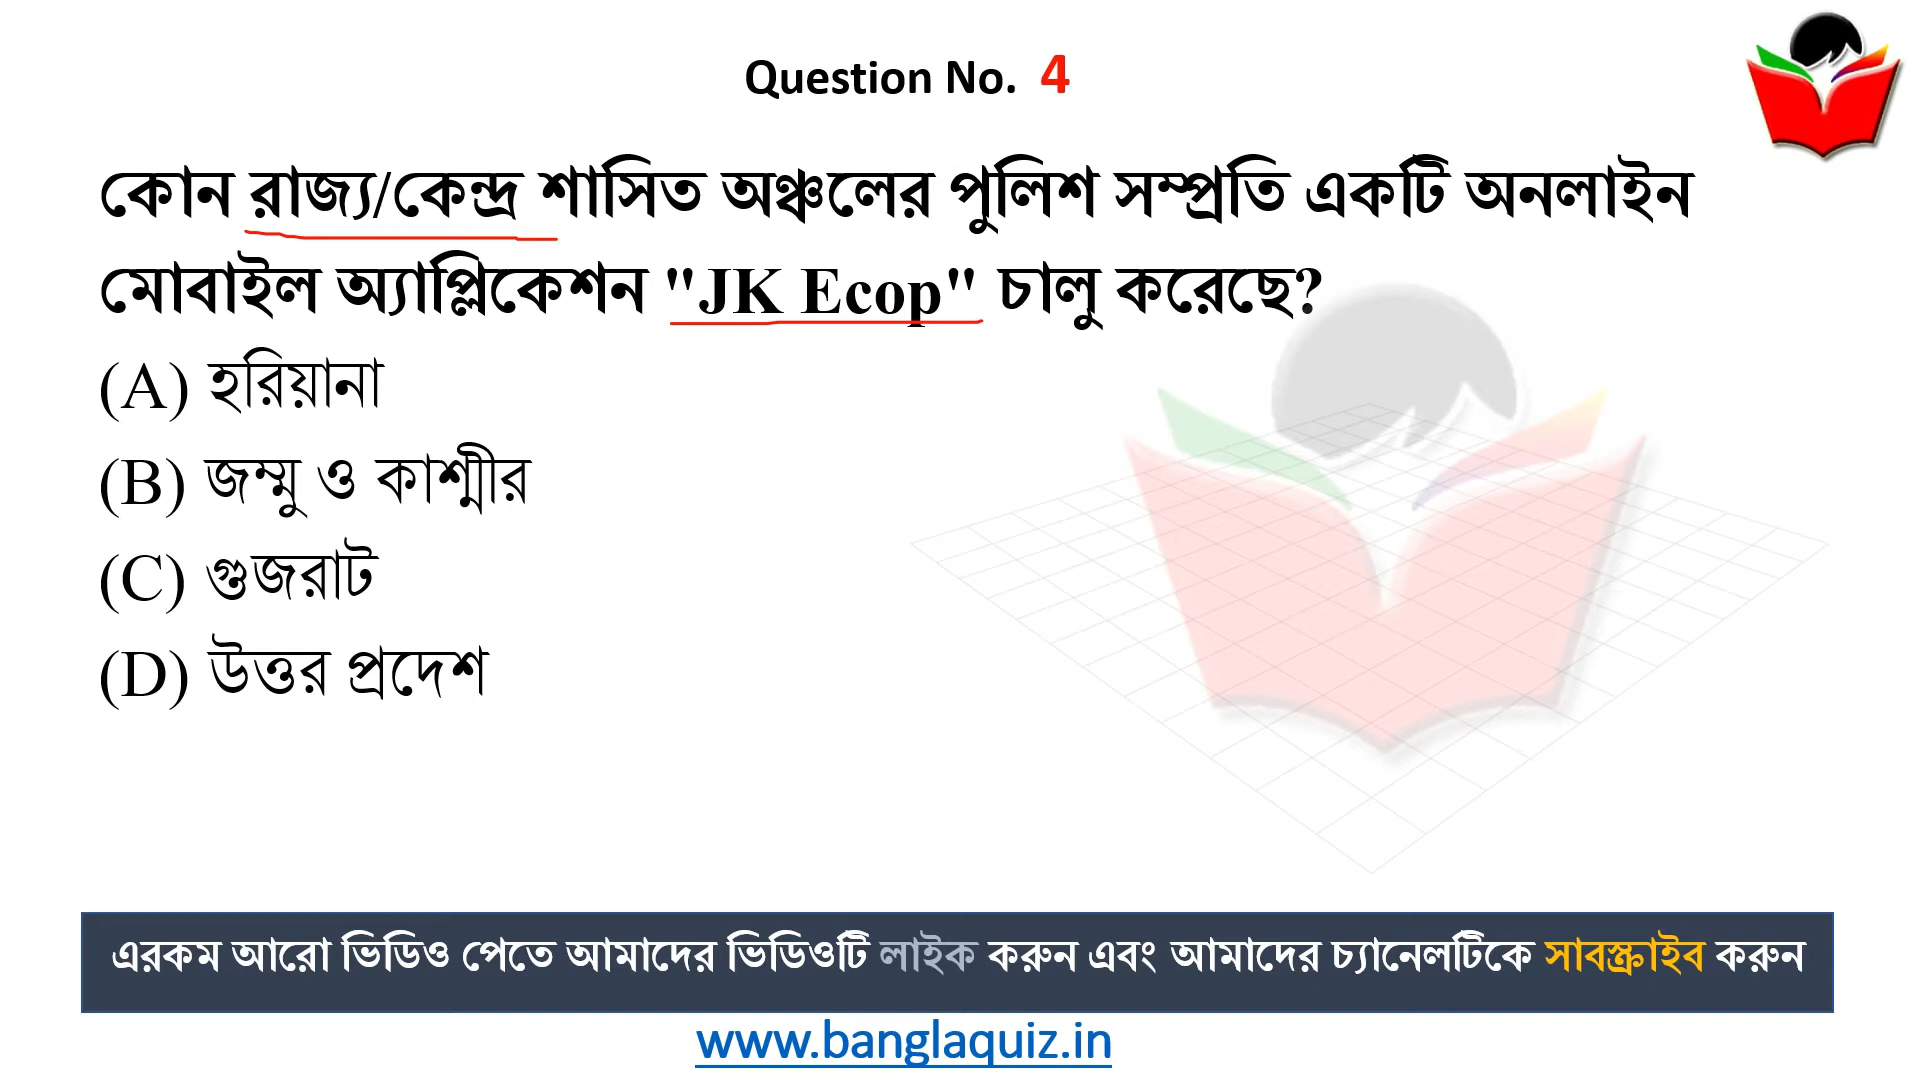 Question No. 4
কোন রাজ্য/কেন্দ্র শাসিত অঞ্চলের পুলিশ সম্প্রতি একটি অনলাইন
মোবাইল অ্যাপ্লিকেশন "JK Ecop" চালু করেছে?
(A) হরিয়ানা
(B) জম্মু ও কাশ্মীর
(C) গুজরাট
(D) উত্তর প্রদেশ
এরকম আরো ভিডিও পেতে আমাদের ভিডিওটি লাইক করুন এবং আমাদের চ্যানেলটিকে সাবস্ক্রাইব করুন
www.banglaquiz.in